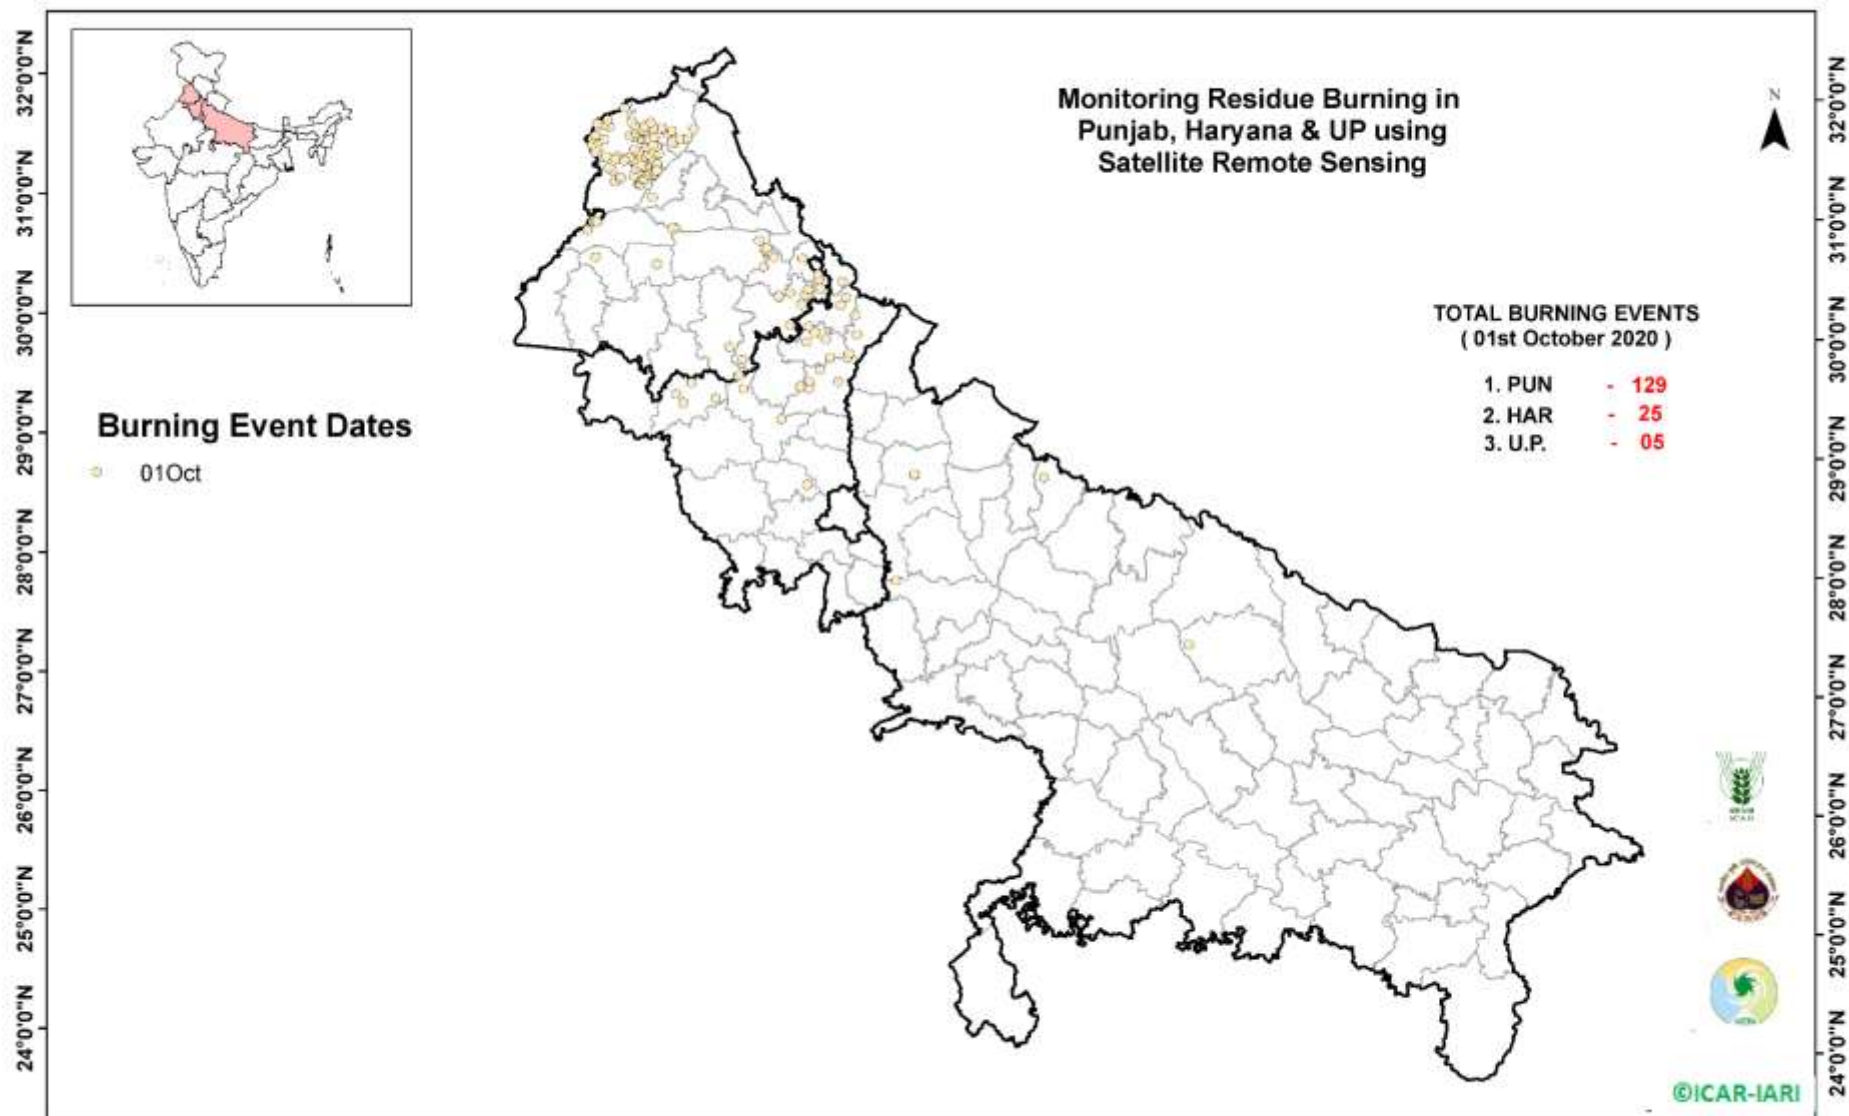 Monitoring Residue Burning in
Punjab, Haryana & UP using
Satellite Remote Sensing
N
TOTAL BURNING EVENTS
( 01st October 2020 )
1. PUN - 129
2. HAR - 25
3. U.P. - 05
Burning Event Dates
01Oct
32°0'0"N
31°0'0"N
30°0'0"N
29°0'0"N
28°0'0"N
27°0'0"N
26°0'0"N
25°0'0"N
24°0'0"N
32°0'0"N
31°0'0"N
30°0'0"N
29°0'0"N
28°0'0"N
27°0'0"N
26°0'0"N
25°0'0"N
24°0'0"N
ICAR
©ICAR-IARI